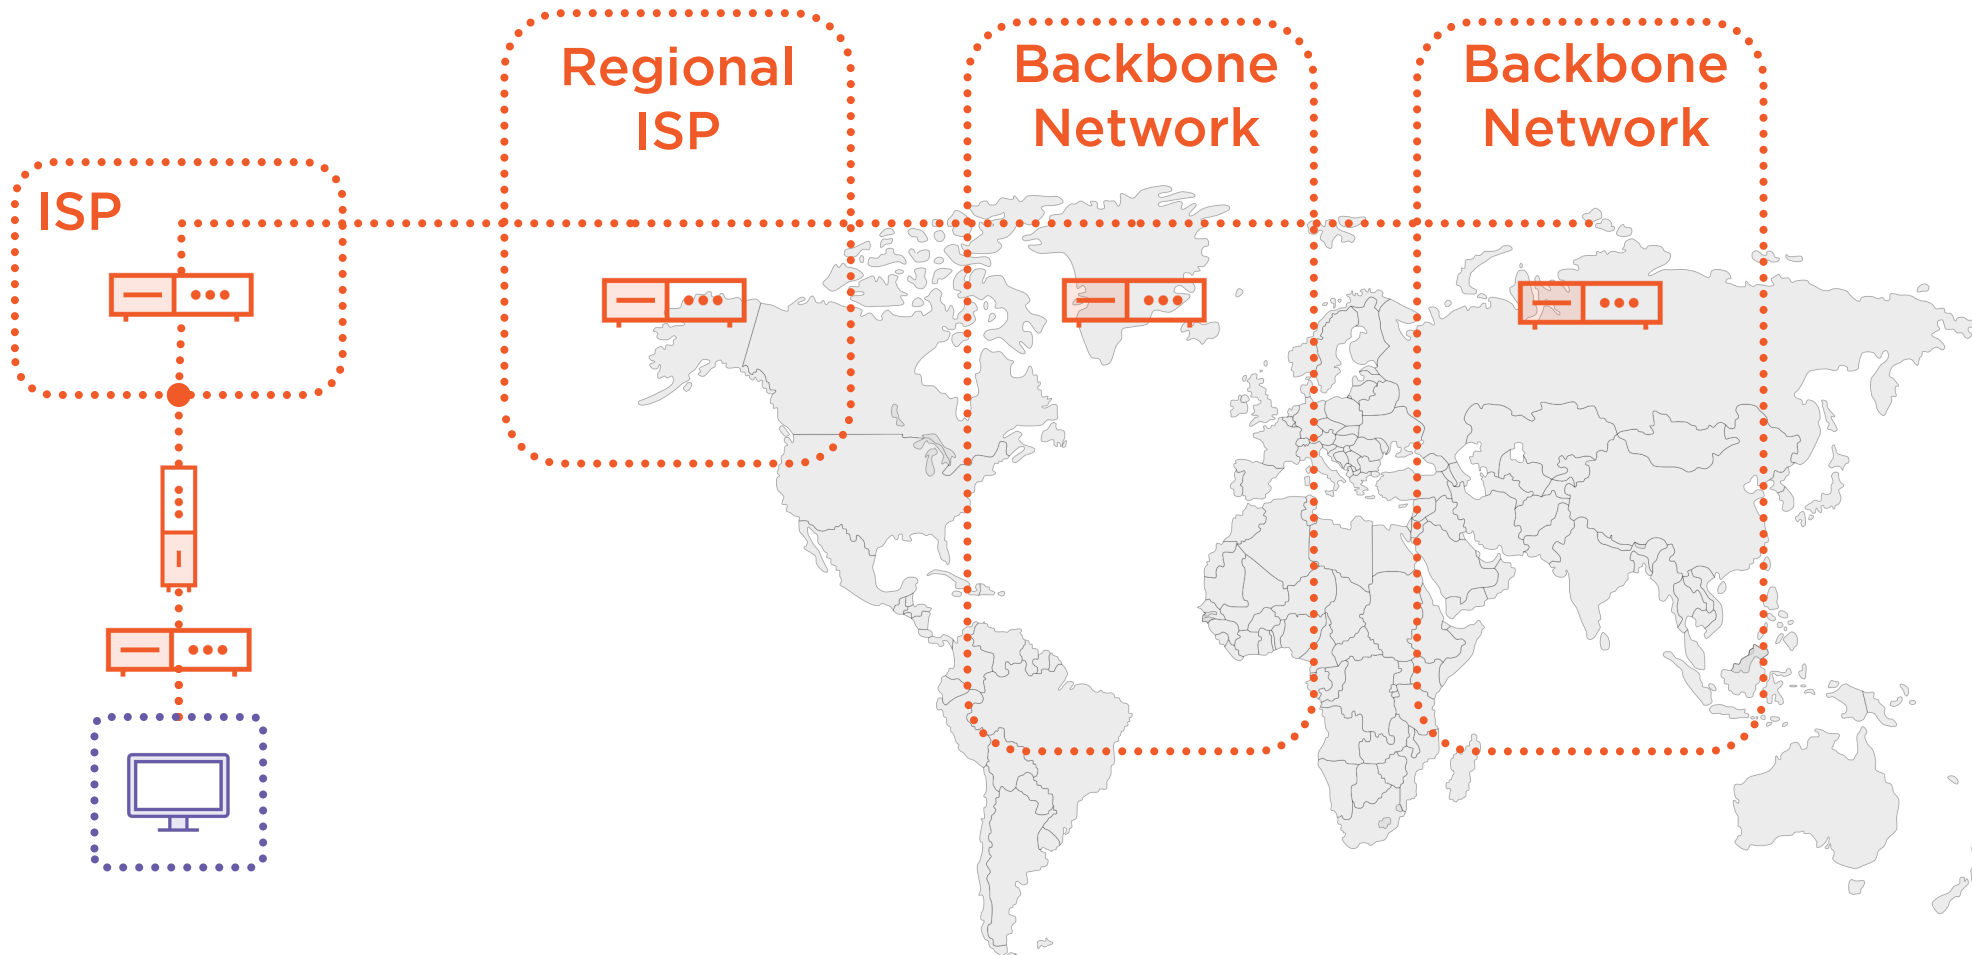 Regional
ISP
Backbone
Network
Backbone
Network
ISP